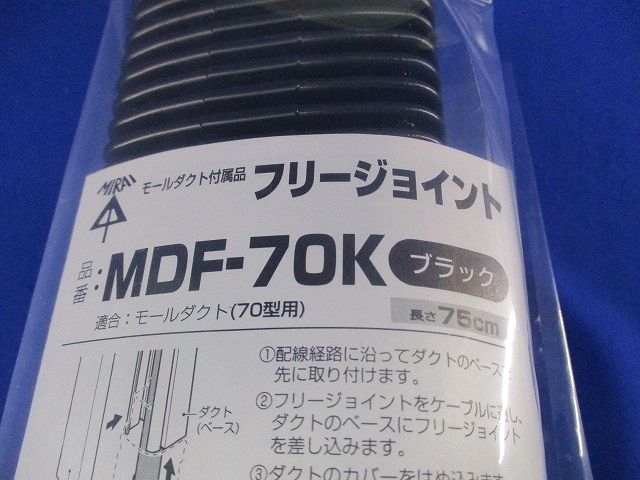 MIRAI
モールダクト付属品 フリージョイント
品番: MDF-70K ブラック
適合:モールダクト(70型用) 長さ75cm
①配線経路に沿ってダクトのベースを
先に取り付けます。
②フリージョイントをケーブルに通し、
ダクトのベースにフリージョイント
を差し込みます。
③ダクトのカバーをはめ込みます
ダクト
(ベース)